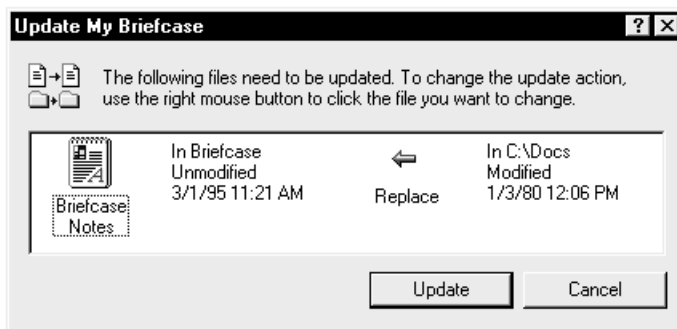 Update My Briefcase
The following files need to be updated. To change the update action,
use the right mouse button to click the file you want to change.
Briefcase
Notes
In Briefcase
Unmodified
3/1/95 11:21 AM
Replace
In C:\Docs
Modified
1/3/80 12:06 PM
Update
Cancel